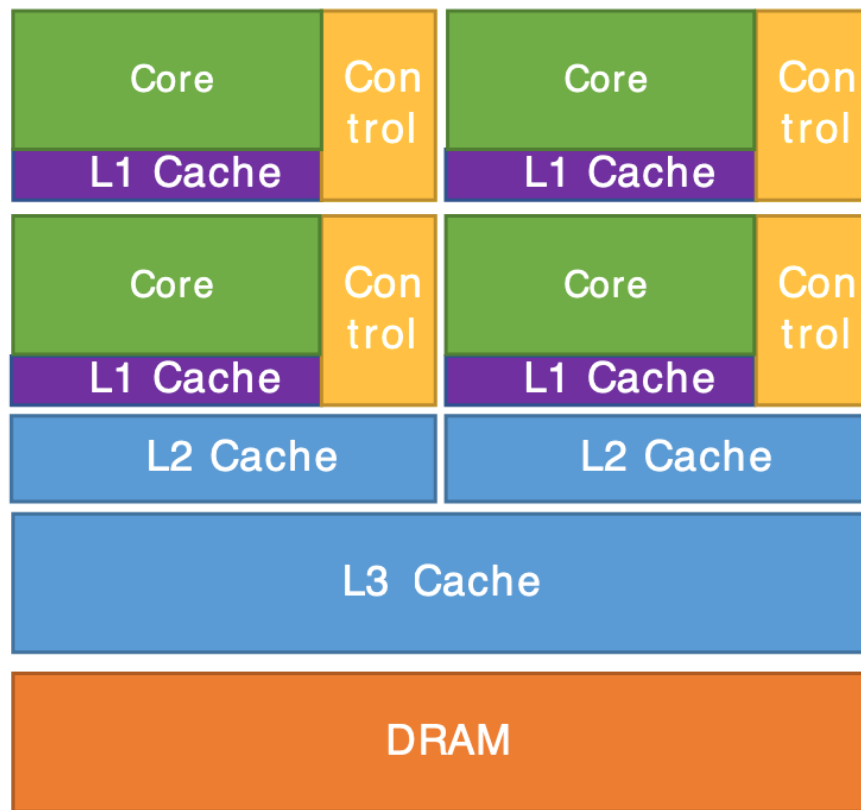 Core
Con
trol
L1 Cache
Core
Con
trol
L1 Cache
Core
Con
trol
L1 Cache
Core
Con
trol
L1 Cache
L2 Cache
L2 Cache
L3 Cache
DRAM